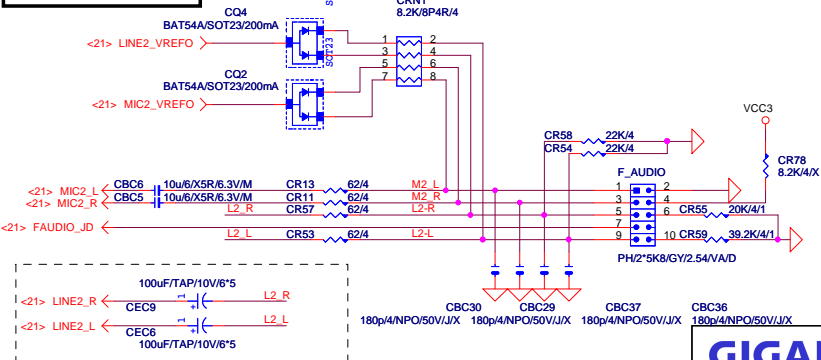 CRN1
8.2K/8P4R/4
CQ4
BAT54A/SOT23/200mA
SOT23
<21> LINE2_VREFO
1 2
3 4
5 6
7 8
CQ2
BAT54A/SOT23/200mA
<21> MIC2_VREFO
VCC3
CR58 22K/4
CR54 22K/4
CR78
8.2K/4/X
F_AUDIO
<21> MIC2_L CBC6 10u/6/X5R/6.3V/M CR13 62/4 M2_L 1 2
<21> MIC2_R CBC5 10u/6/X5R/6.3V/M CR11 62/4 M2_R 3 4
L2_R CR57 62/4 L2-R 5 6 CR55 20K/4/1
<21> FAUDIO_JD 7
L2_L CR53 62/4 L2-L 9 10 CR59 39.2K/4/1
PH/2*5K8/GY/2.54/VA/D
100uF/TAP/10V/6*5
<21> LINE2_R 1 + L2_R
CEC9
<21> LINE2_L 1 + L2_L
CEC6
100uF/TAP/10V/6*5
CBC30 CBC29 CBC37 CBC36
180p/4/NPO/50V/J/X 180p/4/NPO/50V/J/X 180p/4/NPO/50V/J/X 180p/4/NPO/50V/J/X